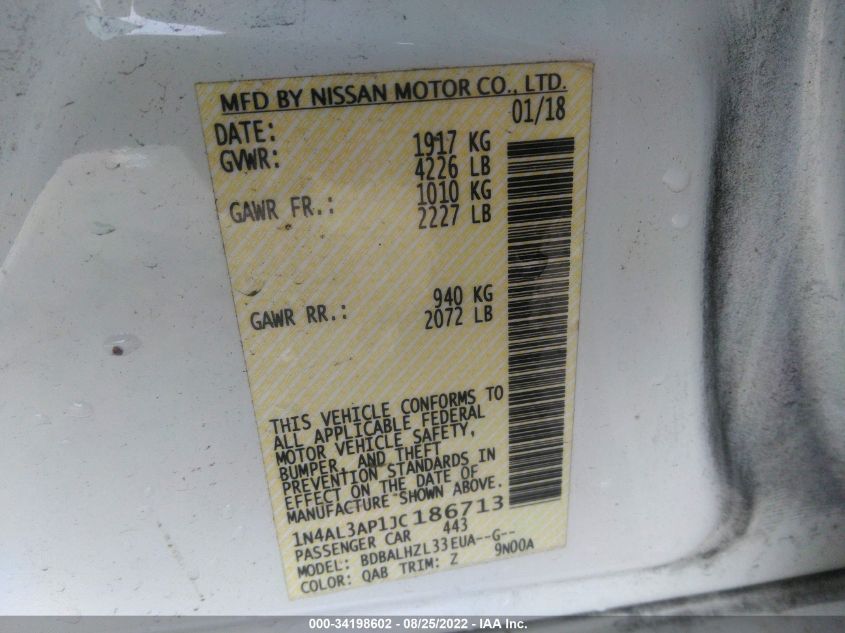 MFD BY NISSAN MOTOR CO., LTD.
DATE: 01/18
GVWR: 1917 KG
4226 LB
GAWR FR.: 1010 KG
2227 LB
GAWR RR.: 940 KG
2072 LB
THIS VEHICLE CONFORMS TO
ALL APPLICABLE FEDERAL
MOTOR VEHICLE SAFETY,
BUMPER, AND THEFT
PREVENTION STANDARDS IN
EFFECT ON THE DATE OF
MANUFACTURE SHOWN ABOVE.
1N4AL3AP1JC186713
PASSENGER CAR 443
MODEL: BDBALHZL33EUA--G--
COLOR: QAB TRIM: Z 9N00A
000-34198602 - 08/25/2022 - IAA Inc.